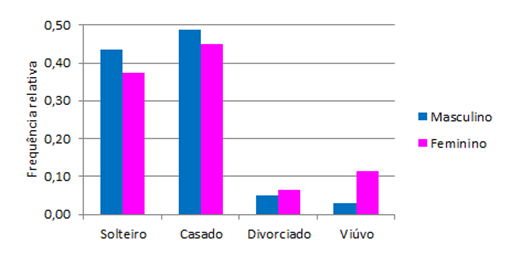 0,50
0,40
0,30
0,20
0,10
0,00
Frequência relativa
Solteiro Casado Divorciado Viúvo
Masculino
Feminino